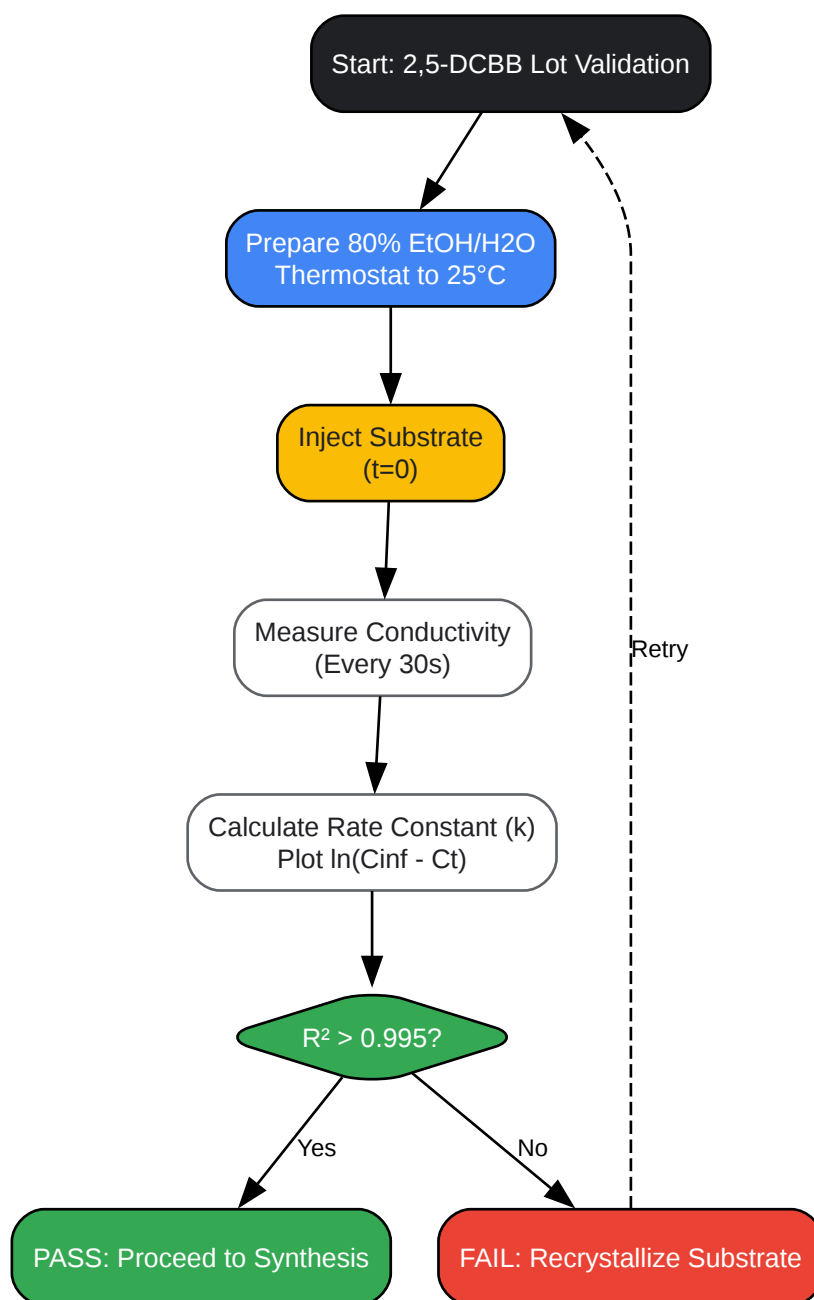 Start: 2,5-DCBB Lot Validation
Prepare 80% EtOH/H2O
Thermostat to 25°C
Inject Substrate
(t=0)
Measure Conductivity
(Every 30s)
Retry
Calculate Rate Constant (k)
Plot ln(Cinf - Ct)
R² > 0.995?
Yes
No
PASS: Proceed to Synthesis
FAIL: Recrystallize Substrate